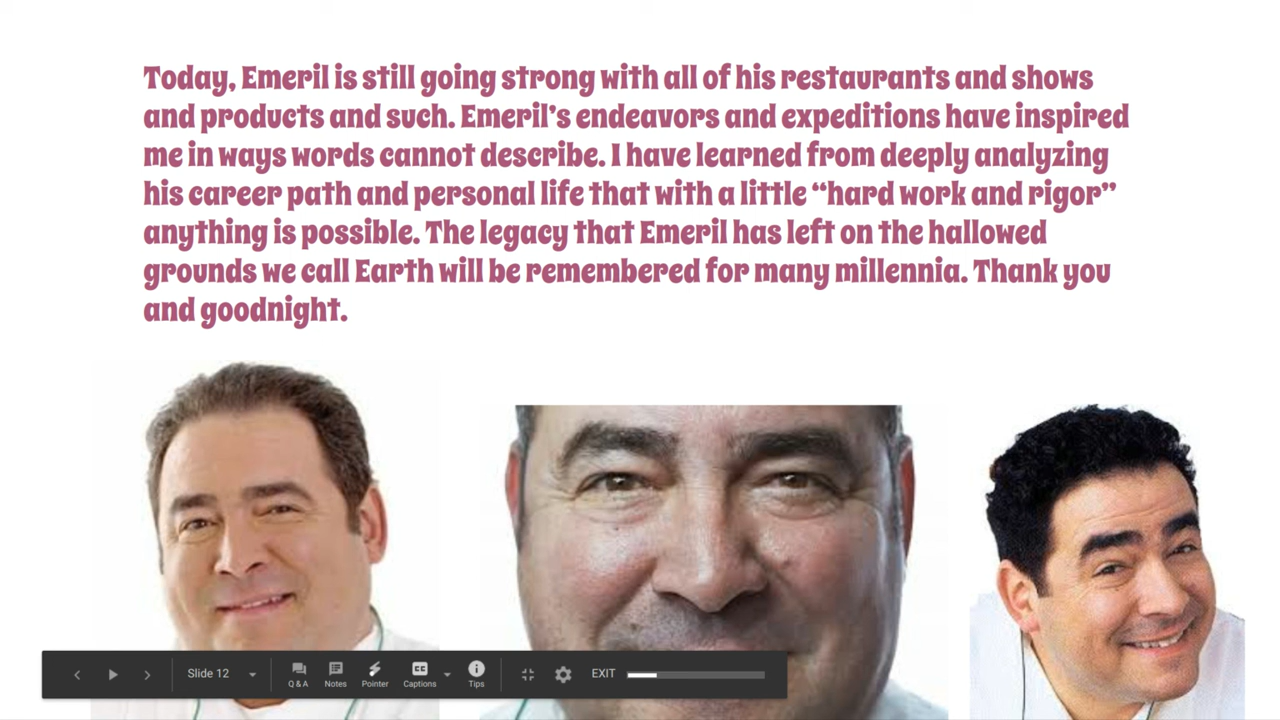 Today, Emeril is still going strong with all of his restaurants and shows
and products and such. Emeril’s endeavors and expeditions have inspired
me in ways words cannot describe. I have learned from deeply analyzing
his career path and personal life that with a little “hard work and rigor”
anything is possible. The legacy that Emeril has left on the hallowed
grounds we call Earth will be remembered for many millennia. Thank you
and goodnight.
Slide 12
Q & A
Notes
Pointer
CC
Captions
Tips
EXIT